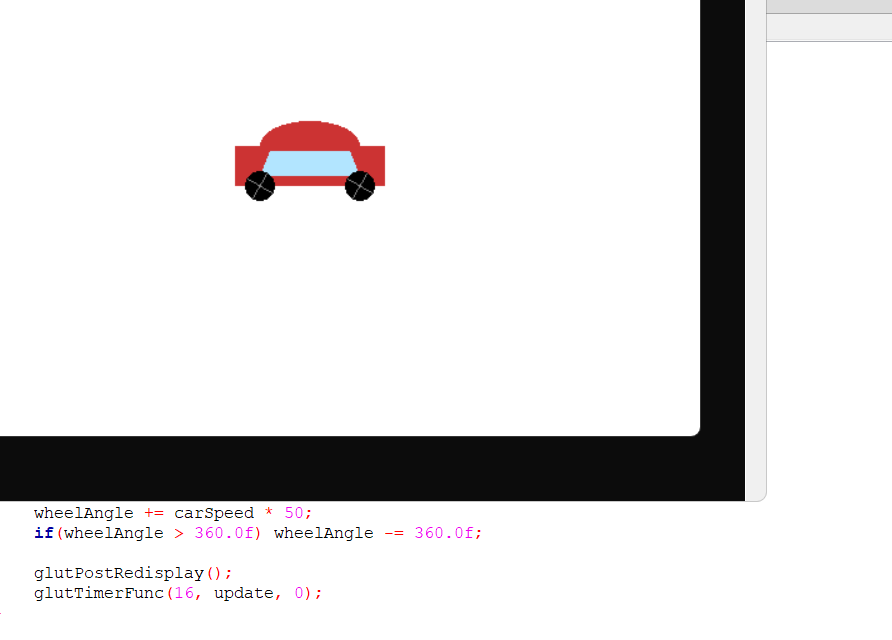 wheelAngle += carSpeed * 50;
if(wheelAngle > 360.0f) wheelAngle -= 360.0f;
glutPostRedisplay();
glutTimerFunc(16, update, 0);